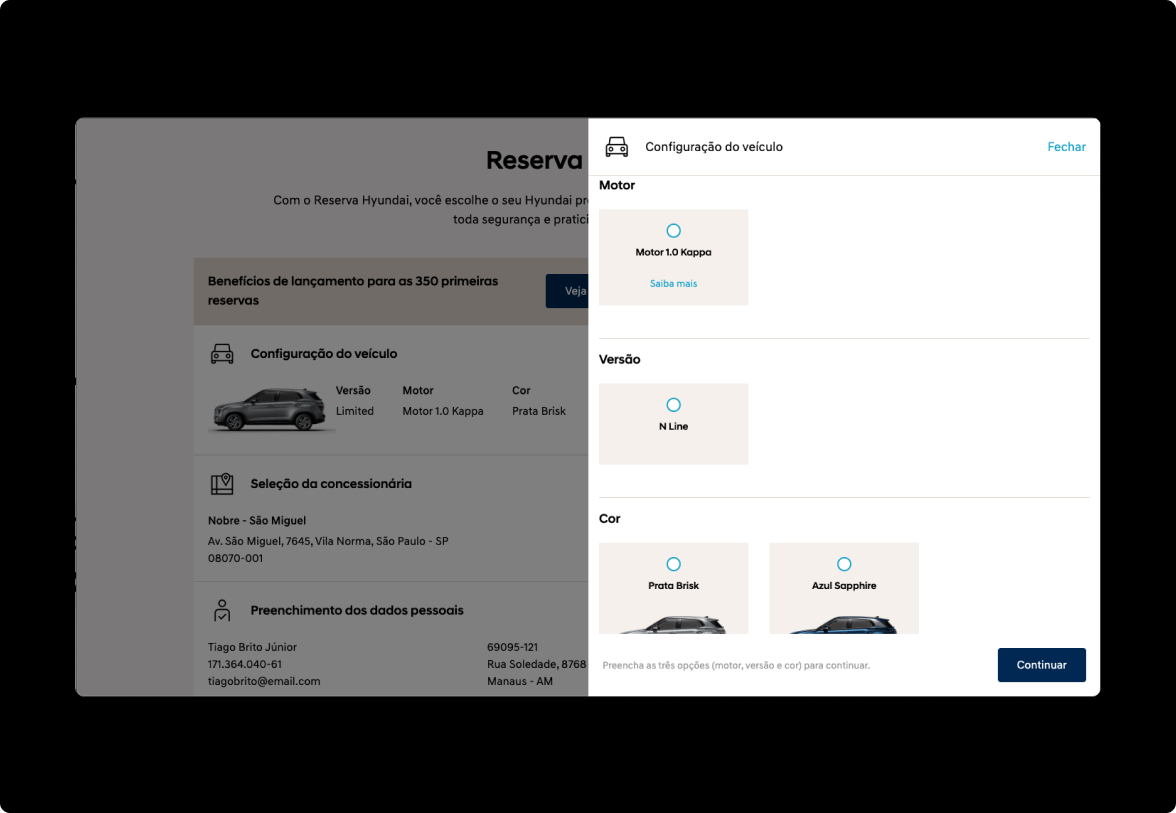 Reserva
Com o Reserva Hyundai, você escolhe o seu Hyundai
toda segurança e
Benefícios de lançamento para as 350 primeiras
reservas
Veja
Configuração do veículo
Versão Motor Cor
Limited Motor 1.0 Kappa Prata Brisk
Seleção da concessionária
Nobre - São Miguel
Av. São Miguel, 7645, Vila Norma, São Paulo - SP
08070-001
Preenchimento dos dados pessoais
Tiago Brito Júnior 69095-121
171.364.040-61 Rua Soledade, 8768
tiagobrito@email.com Manaus - AM
Configuração do veículo Fechar
Motor
Motor 1.0 Kappa
Saiba mais
Versão
N Line
Cor
Prata Brisk Azul Sapphire
Preencha as três opções (motor, versão e cor) para continuar.
Continuar